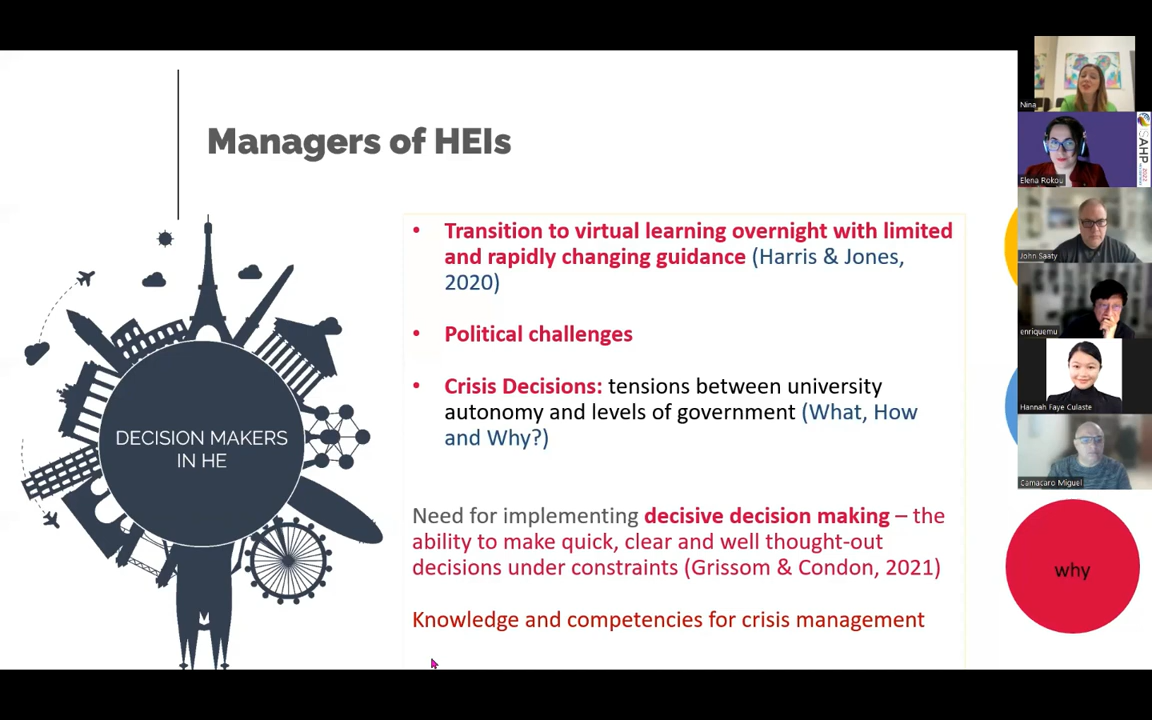 Managers of HEIs
• Transition to virtual learning overnight with limited
and rapidly changing guidance (Harris & Jones,
2020)
• Political challenges
• Crisis Decisions: tensions between university
autonomy and levels of government (What, How
and Why?)
DECISION MAKERS
IN HE
Need for implementing decisive decision making – the
ability to make quick, clear and well thought-out
decisions under constraints (Grissom & Condon, 2021)
Knowledge and competencies for crisis management
why
Nina
Elena Rokou
AHP
John Saaty
enriquemu
Hannah Faye Culaste
Camacaro Miguel